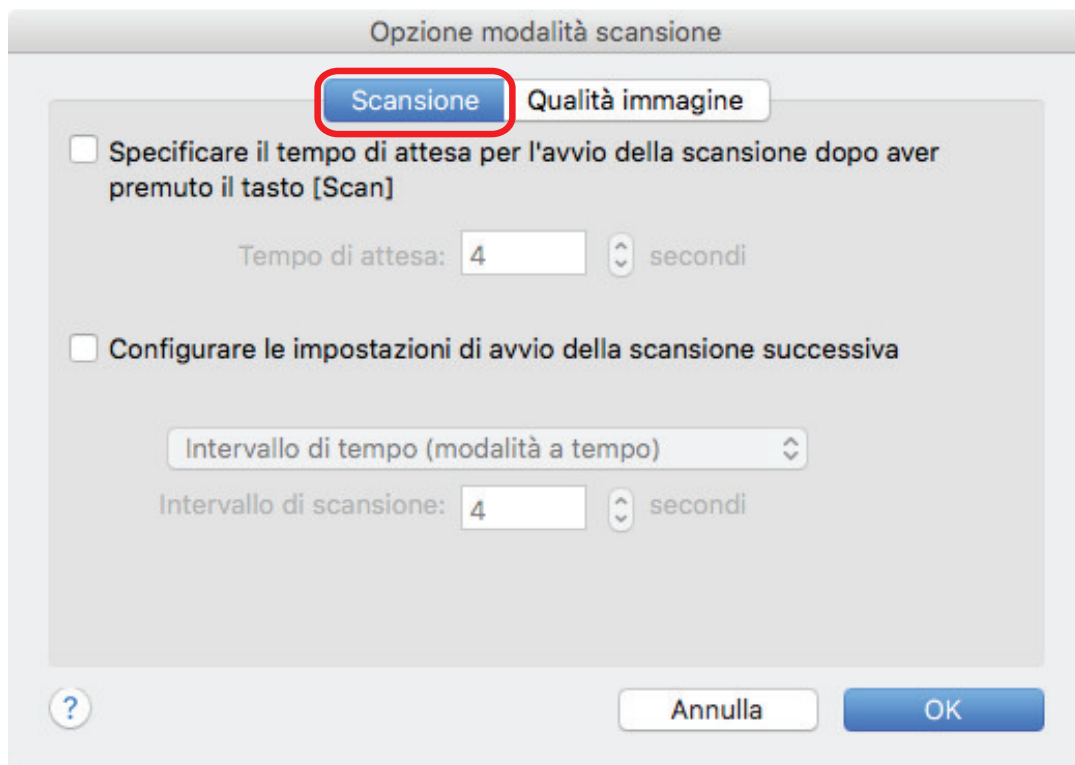 Opzione modalità scansione
Scansione
Qualità immagine
Specificare il tempo di attesa per l'avvio della scansione dopo aver
premuto il tasto [Scan]
Tempo di attesa: 4 secondi
Configurare le impostazioni di avvio della scansione successiva
Intervallo di tempo (modalità a tempo)
Intervallo di scansione: 4 secondi
? Annulla OK